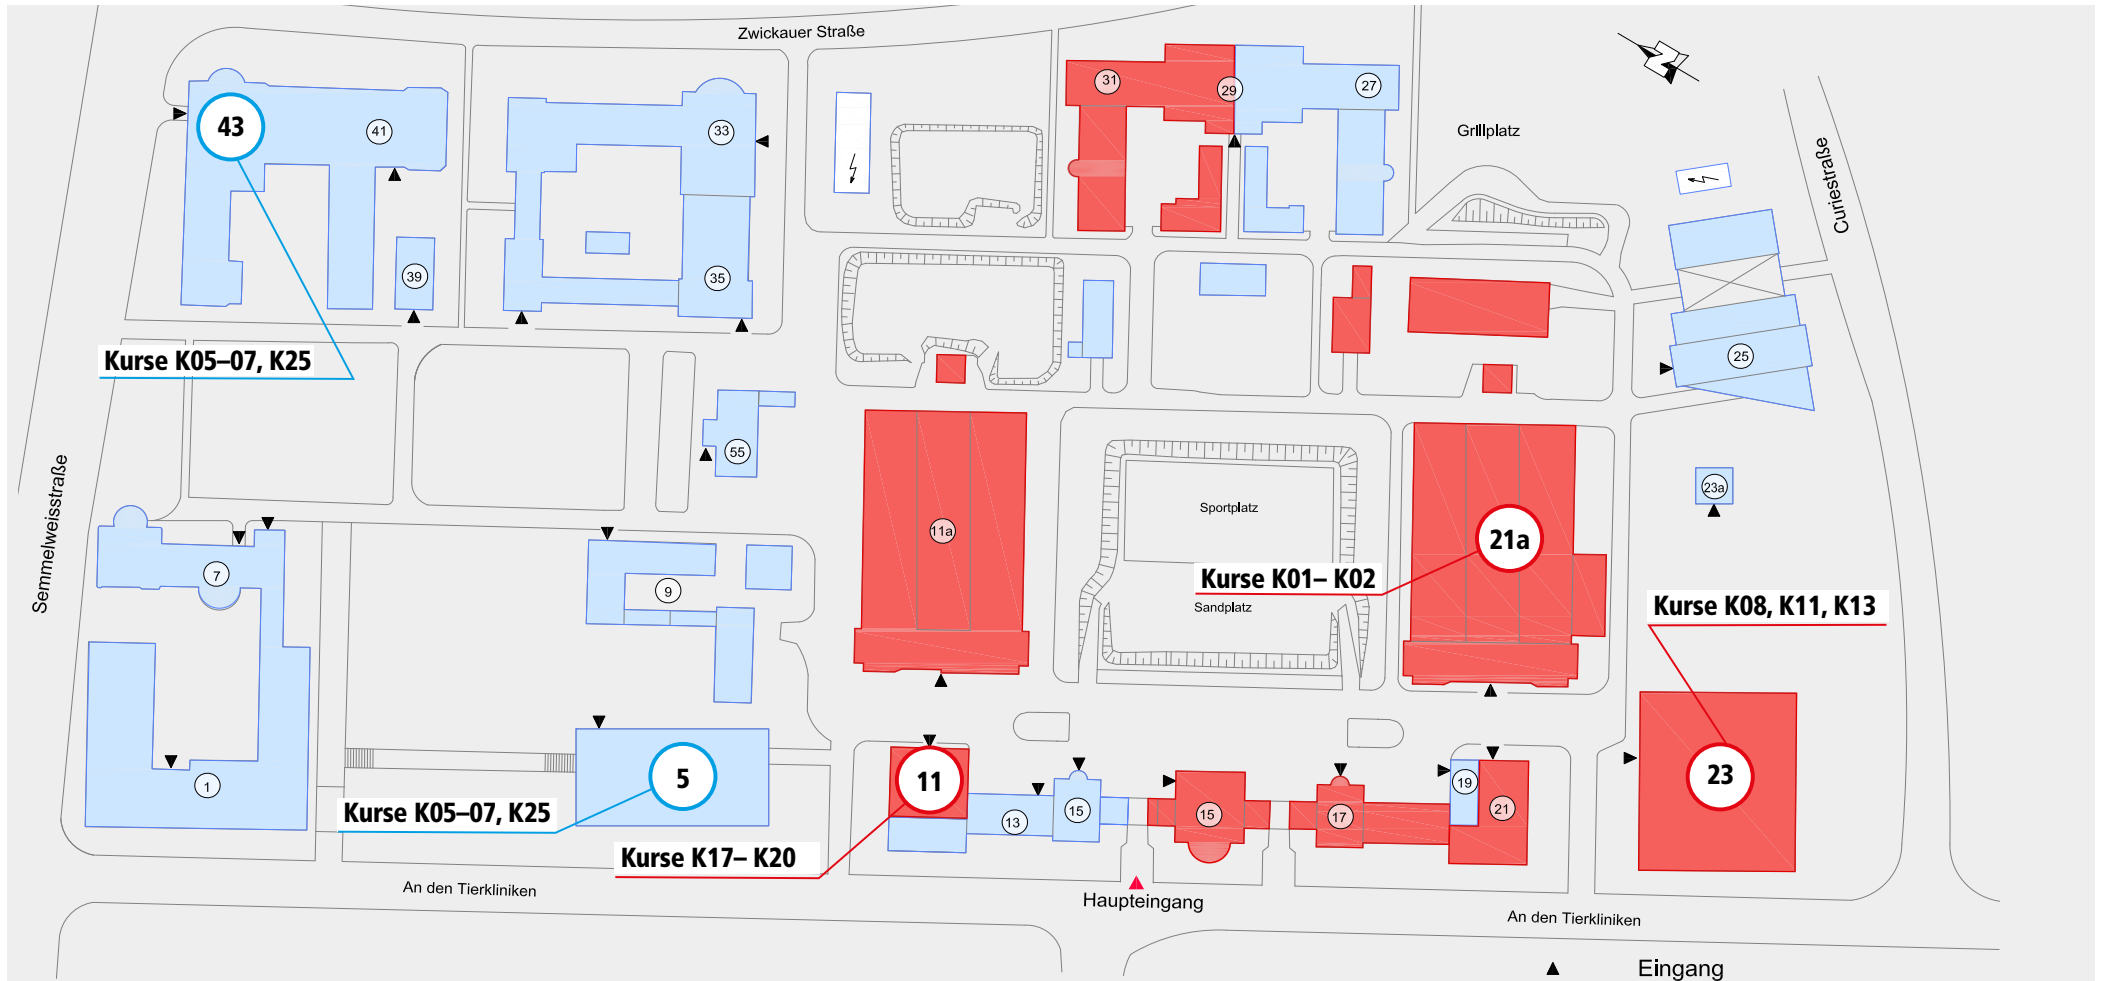 Zwickauer Straße
31
29
27
N
Grillplatz
43
41
33
Curiestraße
39
35
25
Kurse K05–07, K25
55
23a
Semmelweisstraße
Sportplatz
11a
21a
Kurse K01– K02
7
9
Sandplatz
Kurse K08, K11, K13
1
5
11
13
15
15
17
19
21
23
Kurse K05–07, K25
Kurse K17– K20
An den Tierkliniken
Haupteingang
An den Tierkliniken
Eingang